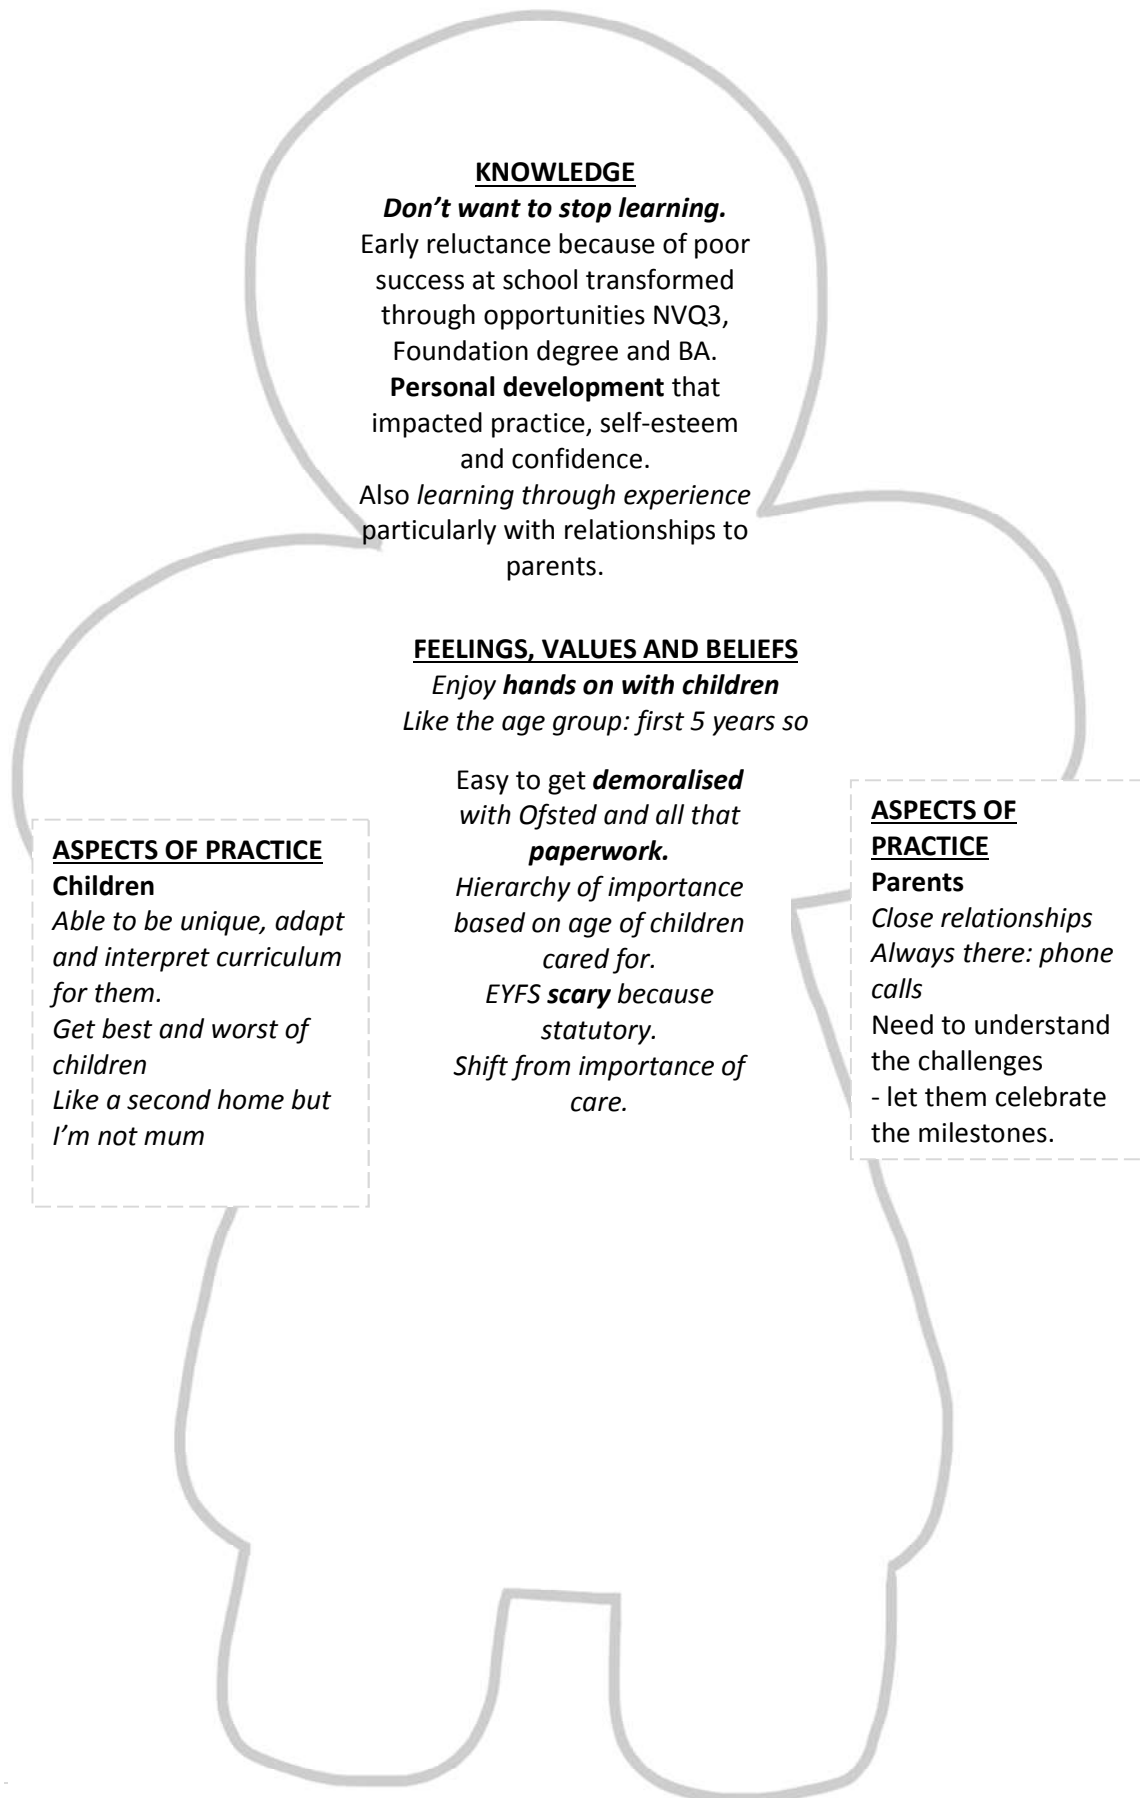 KNOWLEDGE
Don’t want to stop learning.
Early reluctance because of poor
success at school transformed
through opportunities NVQ3,
Foundation degree and BA.
Personal development that
impacted practice, self-esteem
and confidence.
Also learning through experience
particularly with relationships to
parents.
FEELINGS, VALUES AND BELIEFS
Enjoy hands on with children
Like the age group: first 5 years so
Easy to get demoralised
with Ofsted and all that
paperwork.
Hierarchy of importance
based on age of children
cared for.
EYFS scary because
statutory.
Shift from importance of
care.
ASPECTS OF PRACTICE
Children
Able to be unique, adapt
and interpret curriculum
for them.
Get best and worst of
children
Like a second home but
I’m not mum
ASPECTS OF
PRACTICE
Parents
Close relationships
Always there: phone
calls
Need to understand
the challenges
- let them celebrate
the milestones.